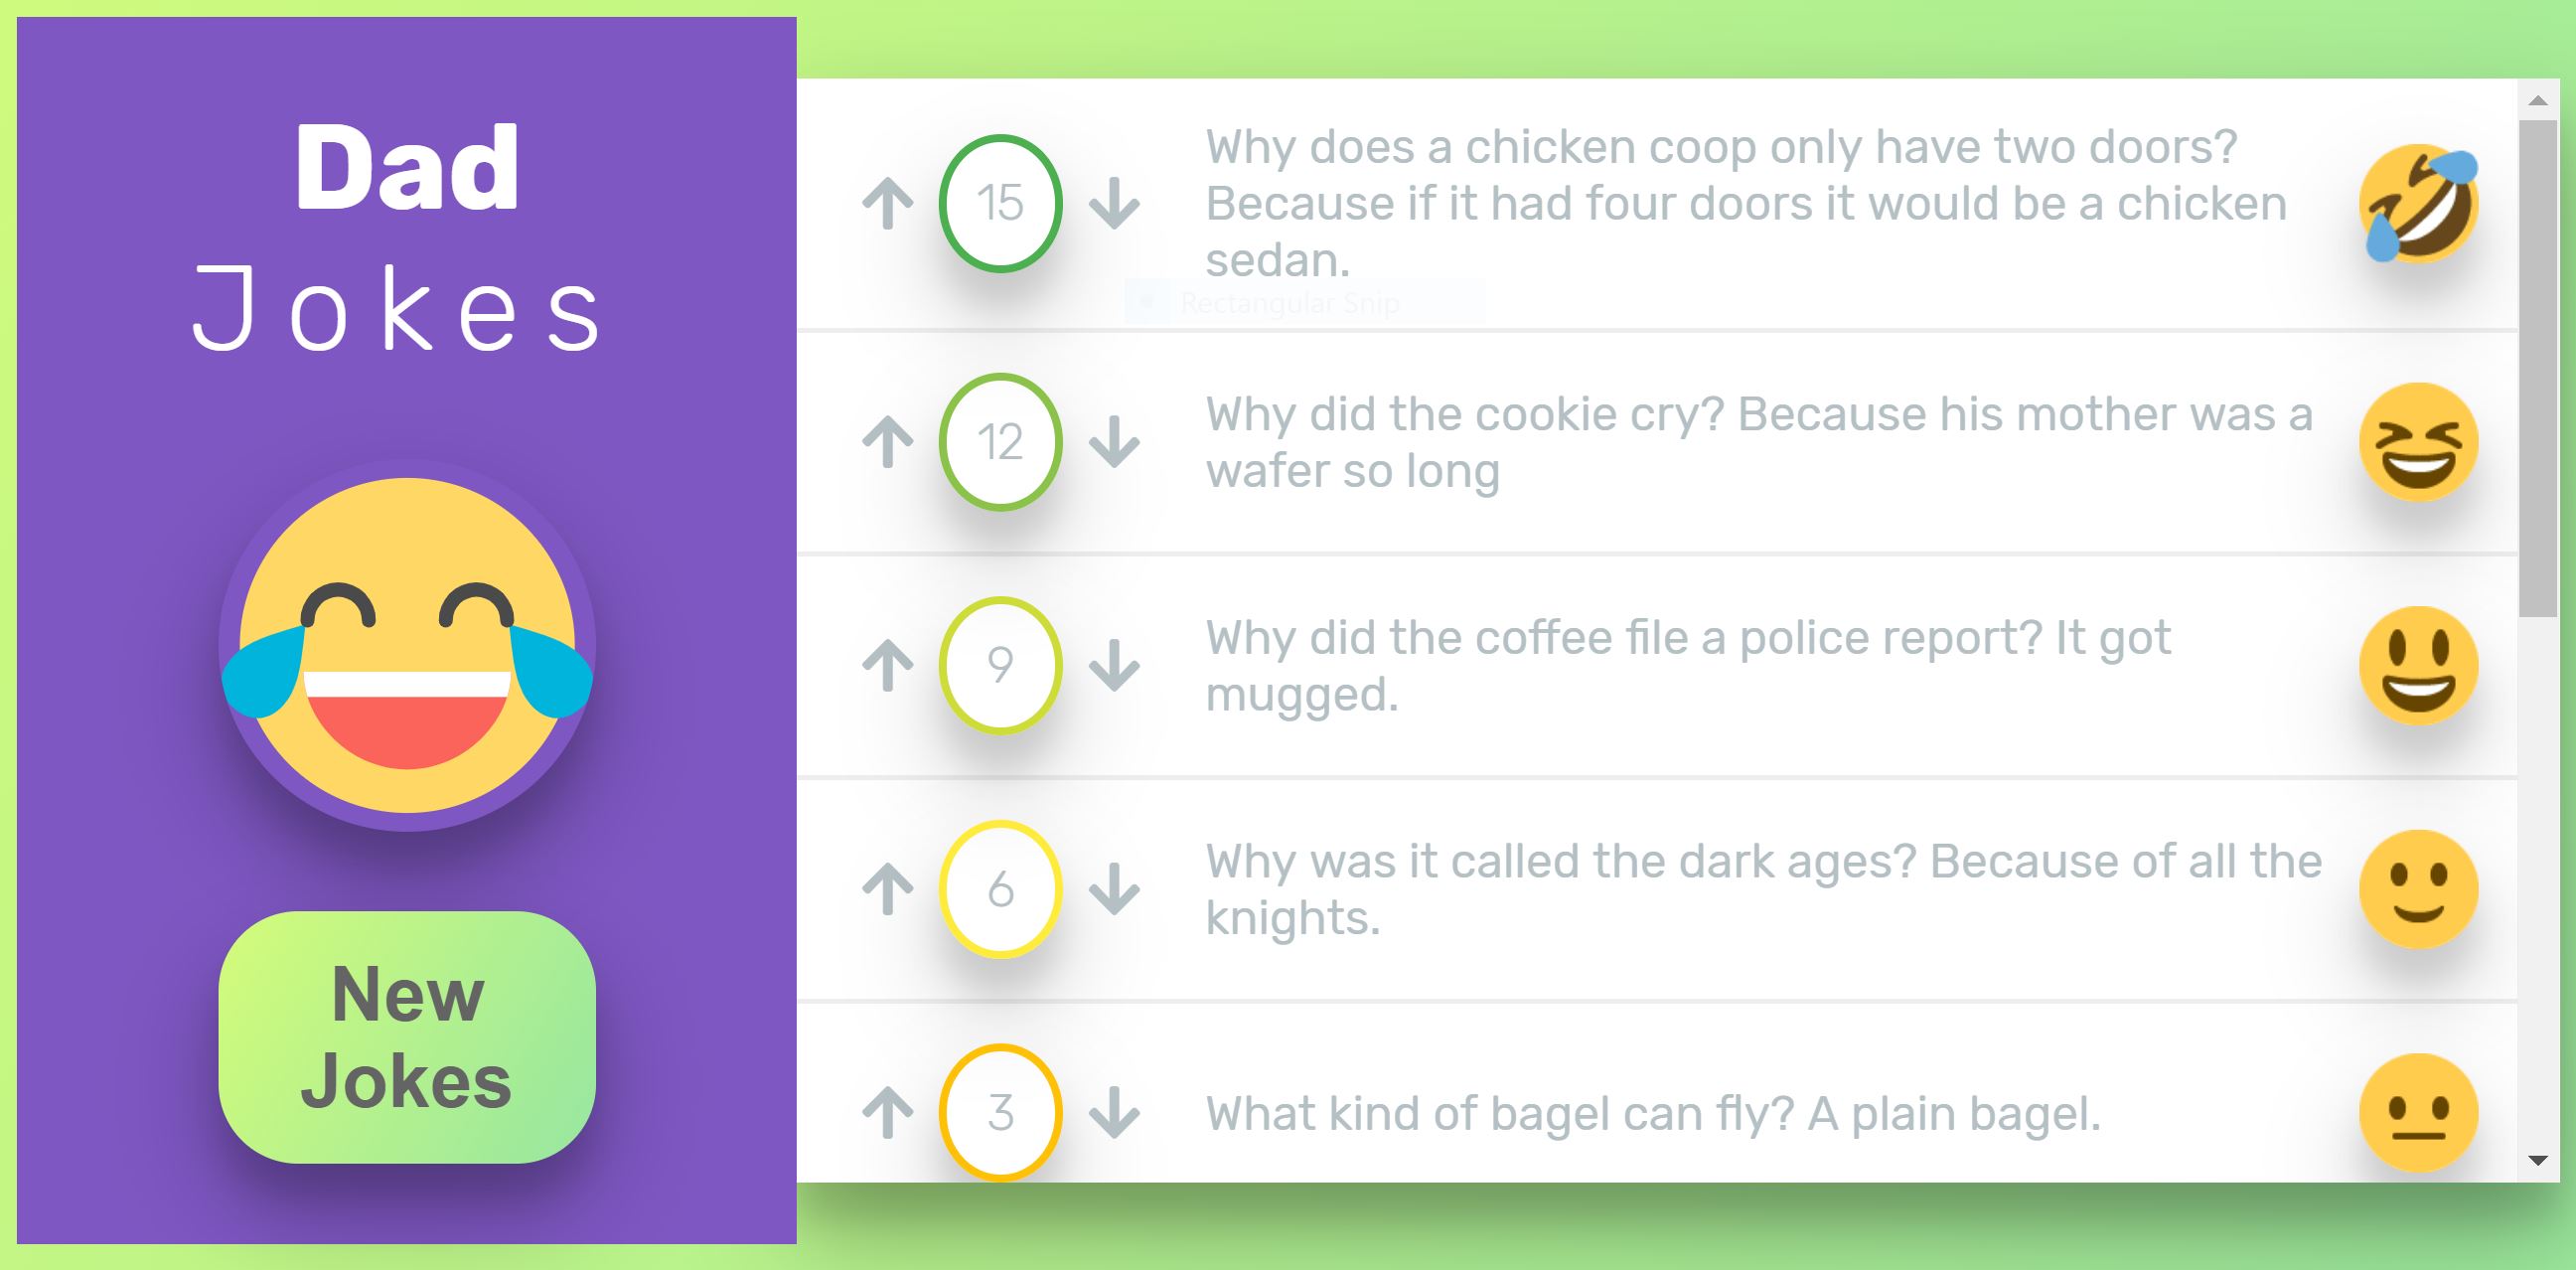 Dad
Jokes
New
Jokes
15
Why does a chicken coop only have two doors?
Because if it had four doors it would be a chicken
sedan.
Rectangular Snip
12
Why did the cookie cry? Because his mother was a
wafer so long
9
Why did the coffee file a police report? It got
mugged.
6
Why was it called the dark ages? Because of all the
knights.
3
What kind of bagel can fly? A plain bagel.